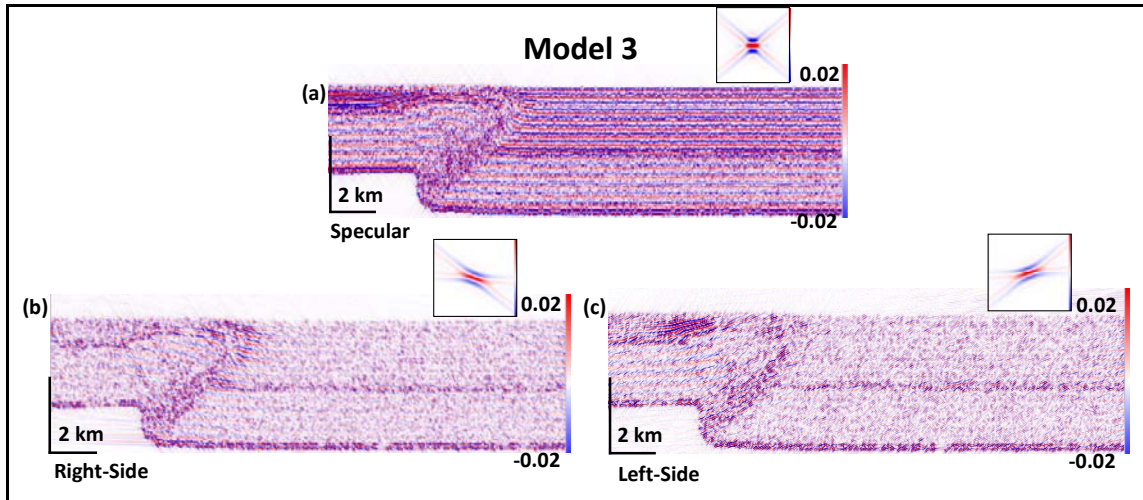 Model 3
0.02
(a)
2 km
Specular
-0.02
(b)
0.02
2 km
Right-Side
-0.02
(c)
0.02
2 km
Left-Side
-0.02